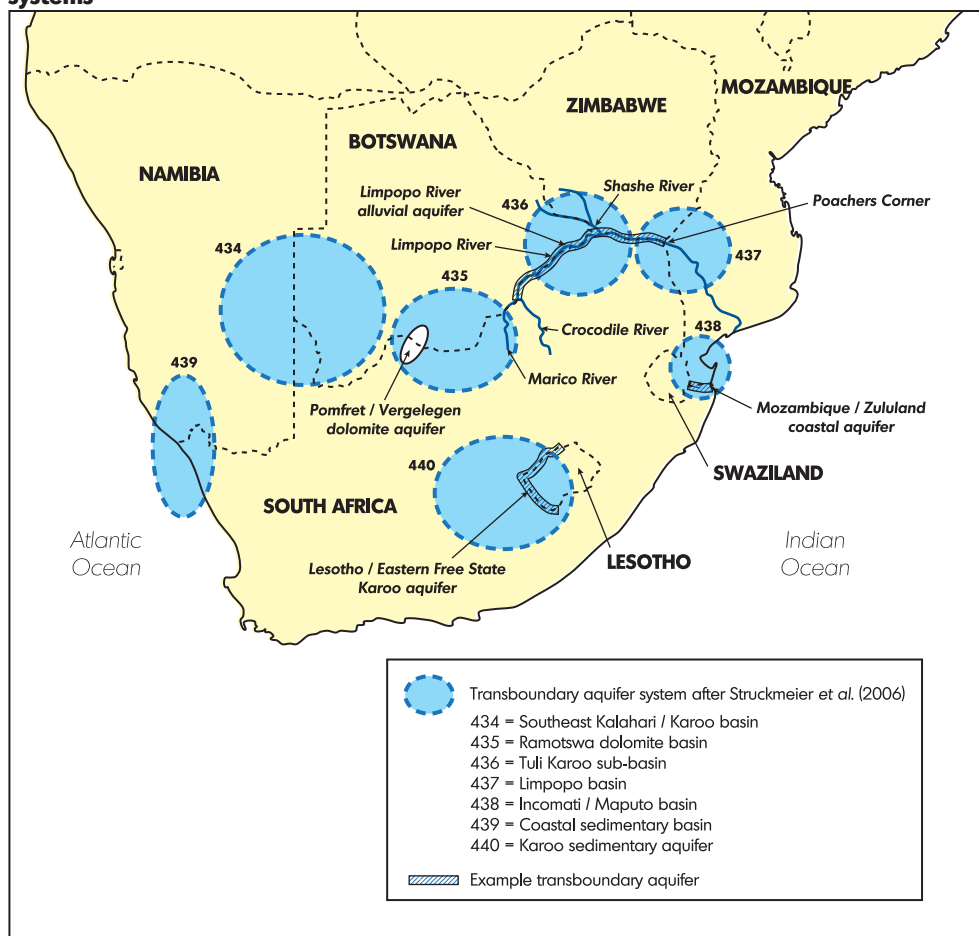 systems
MOZAMBIQUE
ZIMBABWE
BOTSWANA
NAMIBIA
Limpopo River
alluvial aquifer
436
Shashe River
Poachers Corner
Limpopo River
434
435
437
438
Crocodile River
439
Marico River
Pomfret / Vergelegen
dolomite aquifer
Mozambique / Zululand
coastal aquifer
440
SWAZILAND
SOUTH AFRICA
Atlantic
Ocean
Indian
Ocean
LESOTHO
Lesotho / Eastern Free State
Karoo aquifer
Transboundary aquifer system after Struckmeier et al. (2006)
434 = Southeast Kalahari / Karoo basin
435 = Ramotswa dolomite basin
436 = Tuli Karoo sub-basin
437 = Limpopo basin
438 = Incomati / Maputo basin
439 = Coastal sedimentary basin
440 = Karoo sedimentary aquifer
Example transboundary aquifer